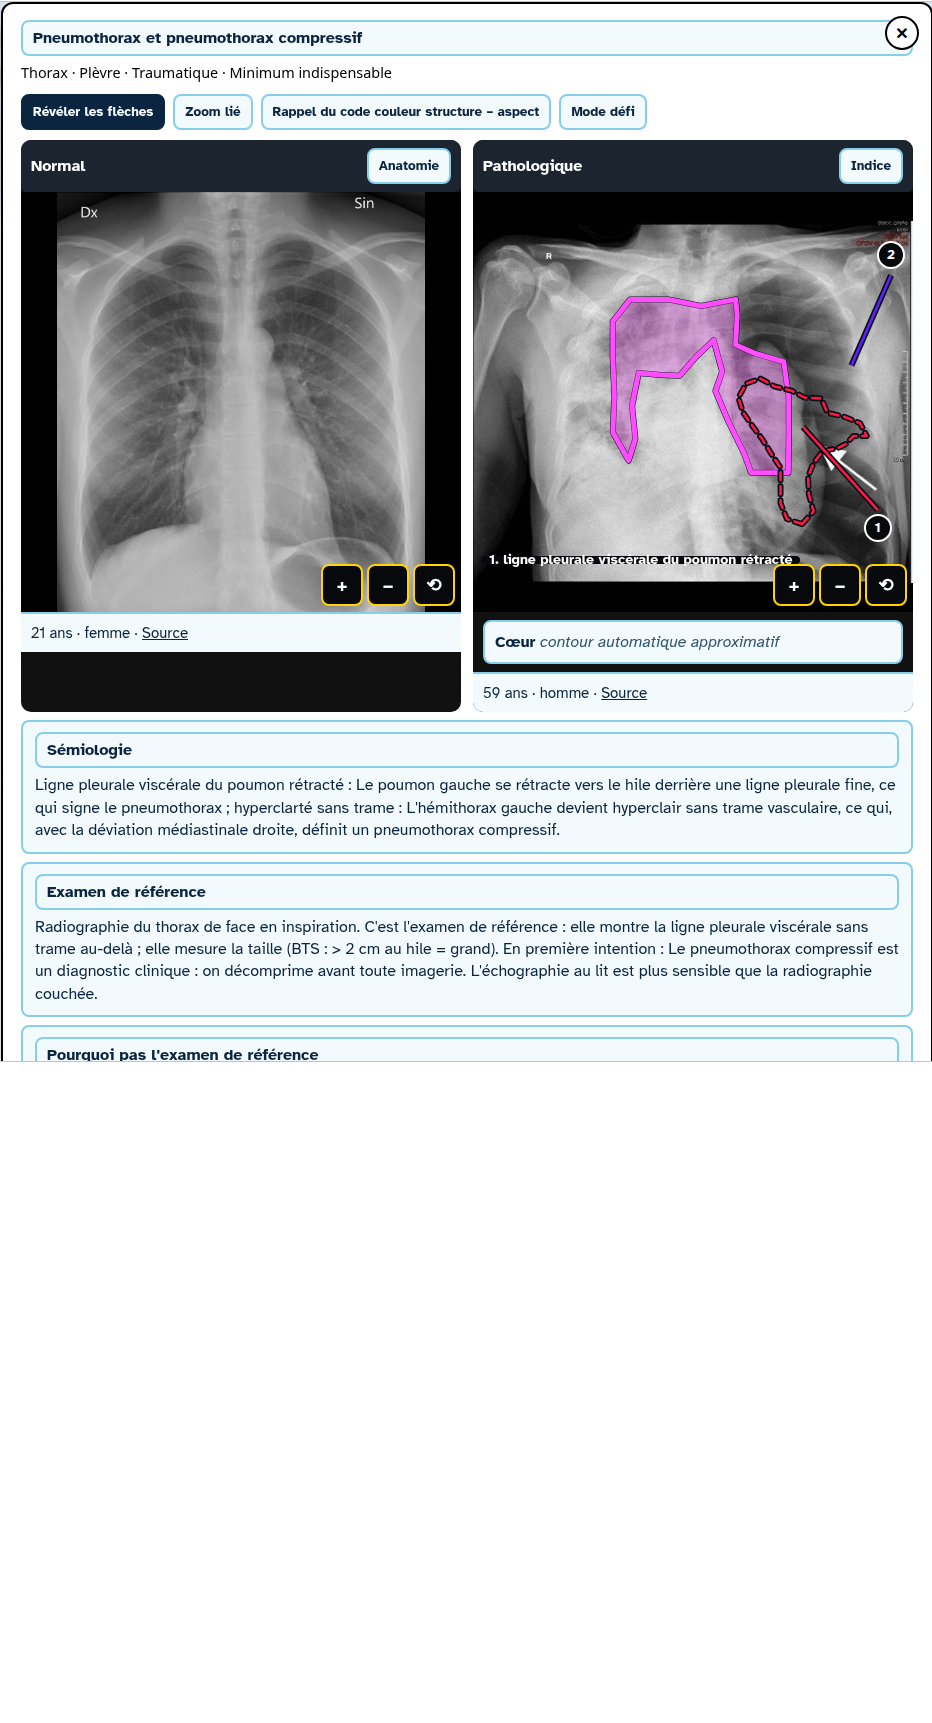 Pneumothorax et pneumothorax compressif
×
Thorax · Plèvre · Traumatique · Minimum indispensable
Révéler les flèches
Zoom lié
Rappel du code couleur structure – aspect
Mode défi
Normal
Anatomie
Dx
Sin
+
−
⟲
21 ans · femme · Source
Pathologique
Indice
R
2
1
1. ligne pleurale viscérale du poumon rétracté
+
−
⟲
Cœur contour automatique approximatif
59 ans · homme · Source
Sémiologie
Ligne pleurale viscérale du poumon rétracté : Le poumon gauche se rétracte vers le hile derrière une ligne pleurale fine, ce
qui signe le pneumothorax ; hyperclarté sans trame : L'hémithorax gauche devient hyperclair sans trame vasculaire, ce qui,
avec la déviation médiastinale droite, définit un pneumothorax compressif.
Examen de référence
Radiographie du thorax de face en inspiration. C'est l'examen de référence : elle montre la ligne pleurale viscérale sans
trame au-delà ; elle mesure la taille (BTS : > 2 cm au hile = grand). En première intention : Le pneumothorax compressif est
un diagnostic clinique : on décomprime avant toute imagerie. L'échographie au lit est plus sensible que la radiographie
couchée.
Pourquoi pas l'examen de référence